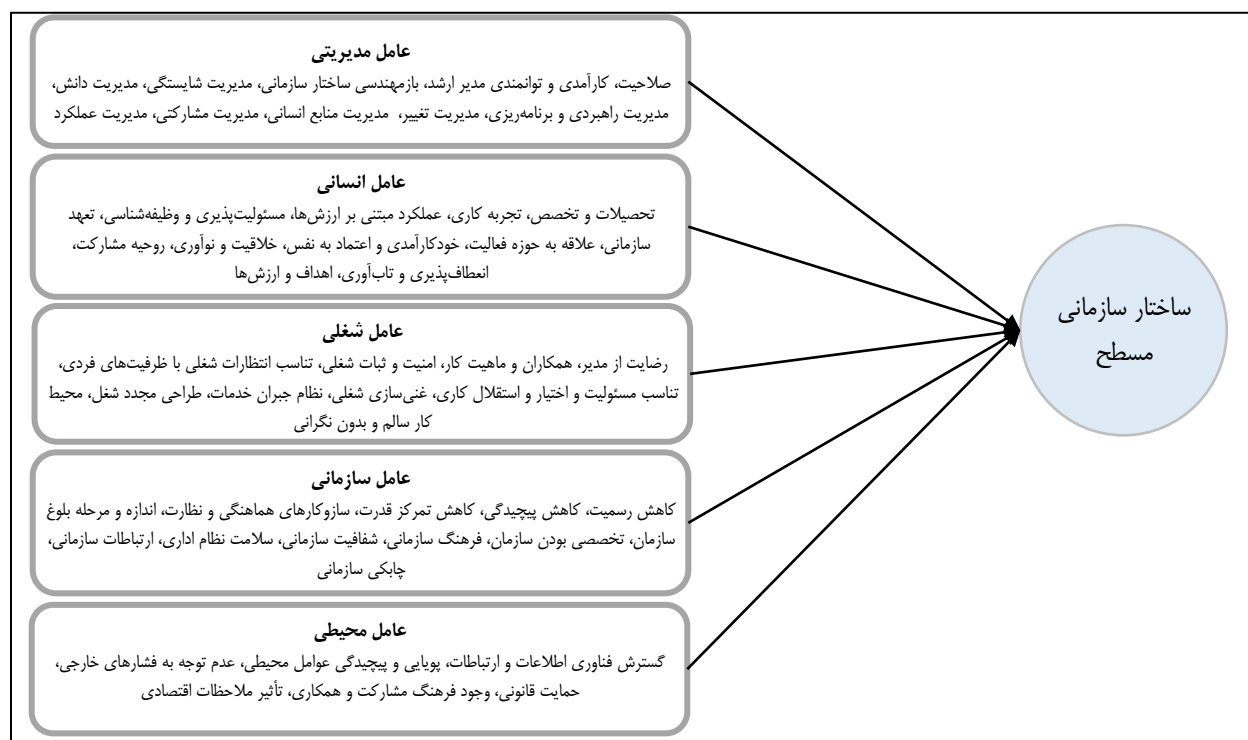 عامل مدیریتی
صلاحیت، کارآمدی و توانمندی مدیر ارشد، بازمهندسی ساختار سازمانی، مدیریت شایستگی، مدیریت دانش،
مدیریت راهبردی و برنامه‌ریزی، مدیریت تغییر، مدیریت منابع انسانی، مدیریت مشارکتی، مدیریت عملکرد
عامل انسانی
تحصیلات و تخصص، تجربه کاری، عملکرد مبتنی بر ارزش‌ها، مسئولیت‌پذیری و وظیفه‌شناسی، تعهد
سازمانی، علاقه به حوزه فعالیت، خودکارآمدی و اعتماد به نفس، خلاقیت و نوآوری، روحیه مشارکت،
انعطاف‌پذیری و تاب‌آوری، اهداف و ارزش‌ها
عامل شغلی
رضایت از مدیر، همکاران و ماهیت کار، امنیت و ثبات شغلی، تناسب انتظارات شغلی با ظرفیت‌های فردی،
تناسب مسئولیت و اختیار و استقلال کاری، غنی‌سازی شغلی، نظام جبران خدمات، طراحی مجدد شغل، محیط
کار سالم و بدون نگرانی
عامل سازمانی
کاهش رسمیت، کاهش پیچیدگی، کاهش تمرکز قدرت، سازوکارهای هماهنگی و نظارت، اندازه و مرحله بلوغ
سازمان، تخصصی بودن سازمان، فرهنگ سازمانی، شفافیت سازمانی، سلامت نظام اداری، ارتباطات سازمانی،
چابکی سازمانی
عامل محیطی
گسترش فناوری اطلاعات و ارتباطات، پویایی و پیچیدگی عوامل محیطی، عدم توجه به فشارهای خارجی،
حمایت قانونی، وجود فرهنگ مشارکت و همکاری، تأثیر ملاحظات اقتصادی
ساختار سازمانی
مسطح